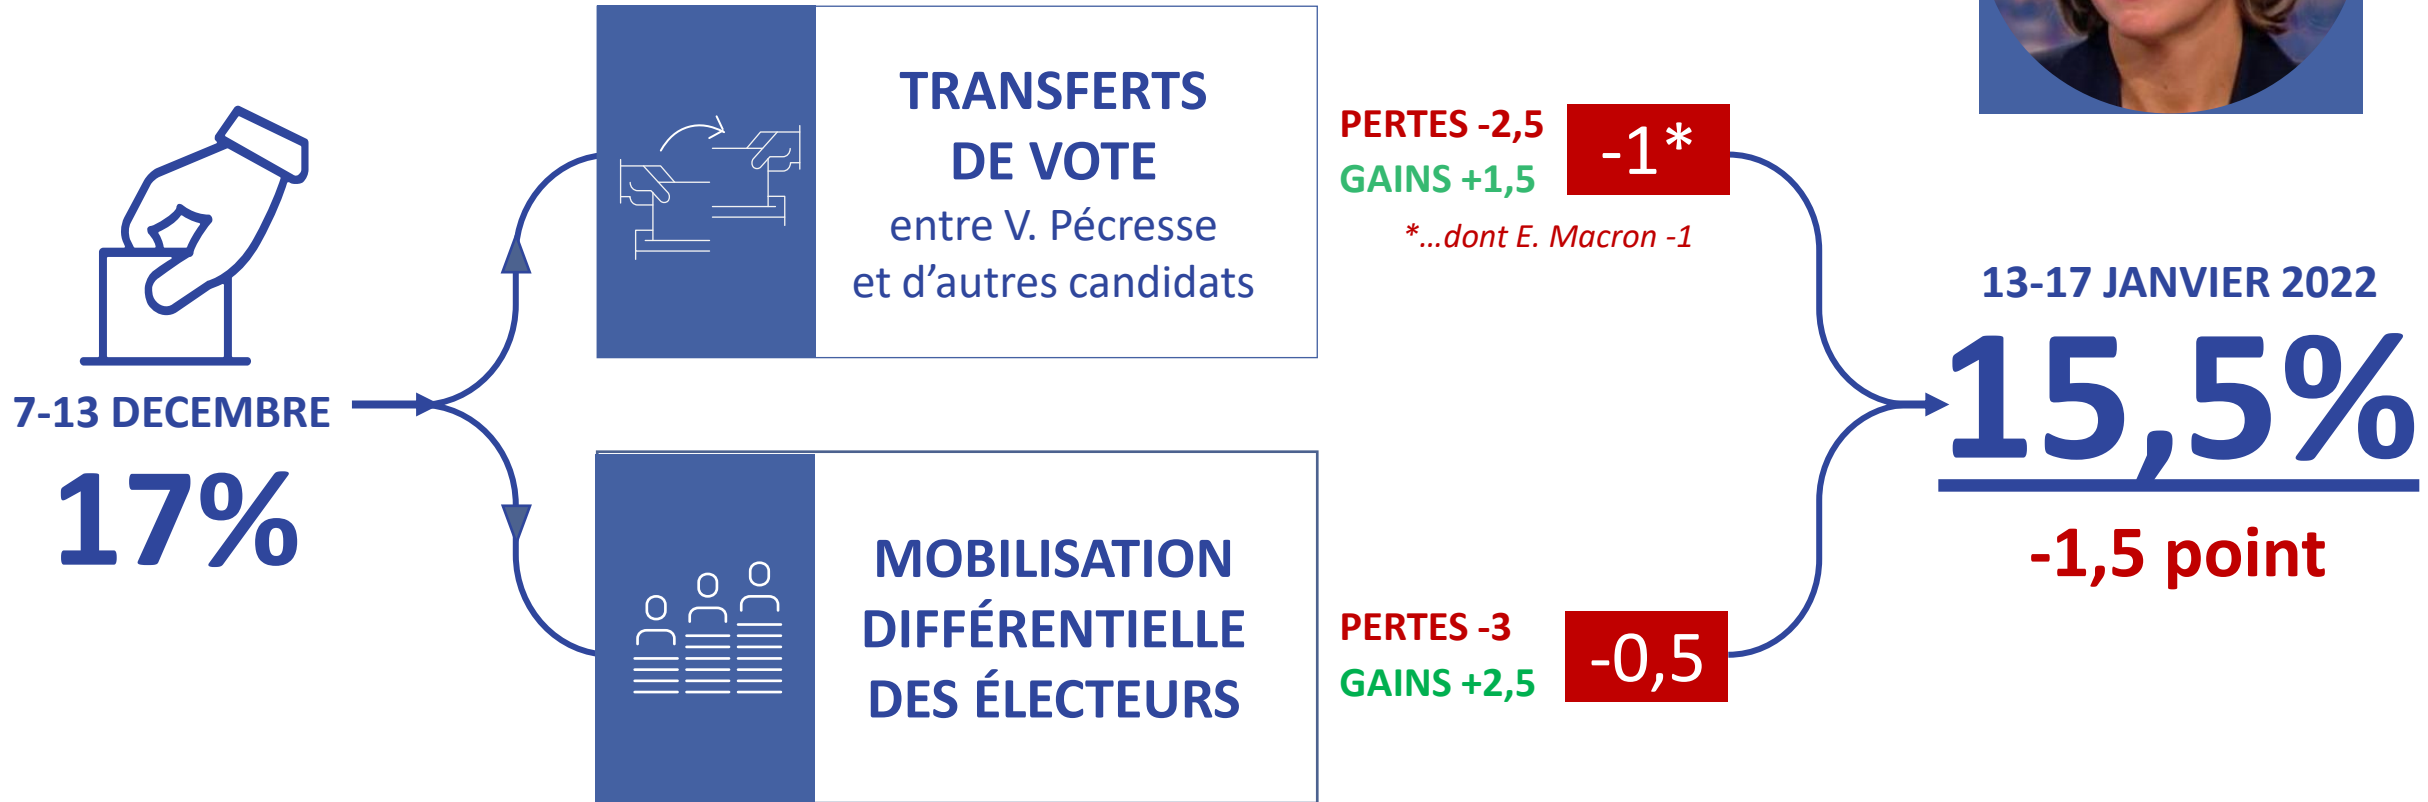 7-13 DECEMBRE
17%
TRANSFERTS
DE VOTE
entre V. Pécresse
et d'autres candidats
PERTES -2,5
GAINS +1,5
-1*
*...dont E. Macron -1
MOBILISATION
DIFFÉRENTIELLE
DES ÉLECTEURS
PERTES -3
GAINS +2,5
-0,5
13-17 JANVIER 2022
15,5%
-1,5 point